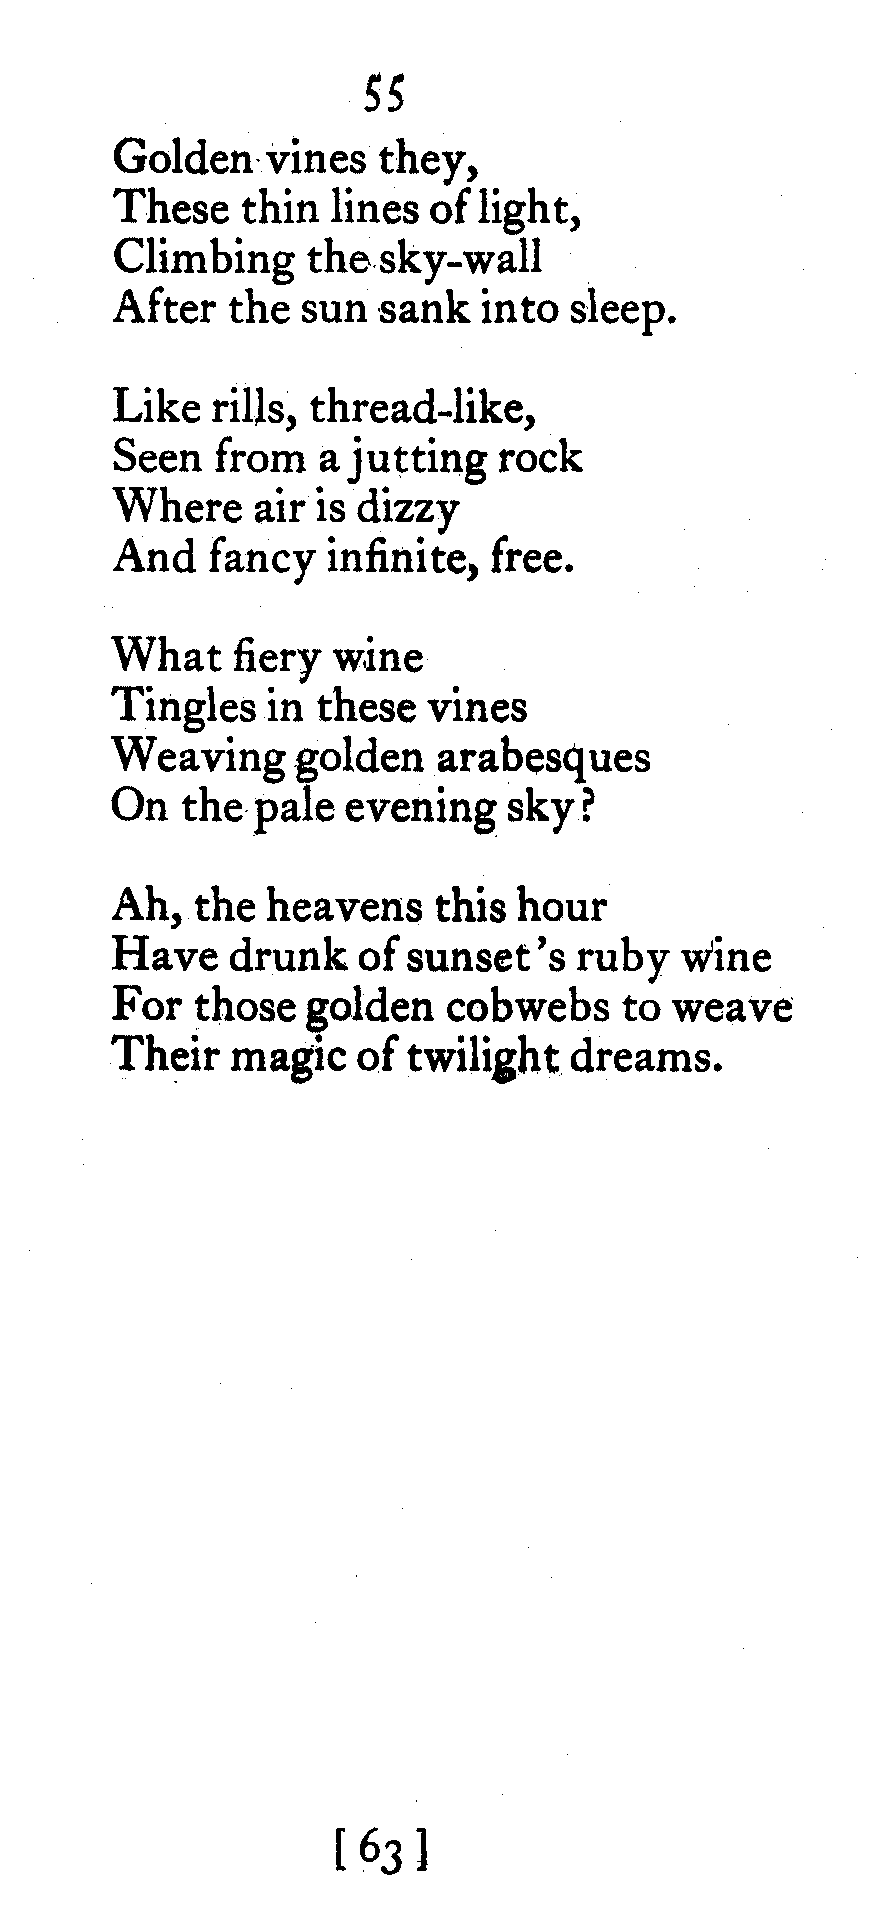 55
Golden vines they,
These thin lines of light,
Climbing the sky-wall
After the sun sank into sleep.
Like rills, thread-like,
Seen from a jutting rock
Where air is dizzy
And fancy infinite, free.
What fiery wine
Tingles in these vines
Weaving golden arabesques
On the pale evening sky?
Ah, the heavens this hour
Have drunk of sunset's ruby wine
For those golden cobwebs to weave
Their magic of twilight dreams.
[ 63 ]